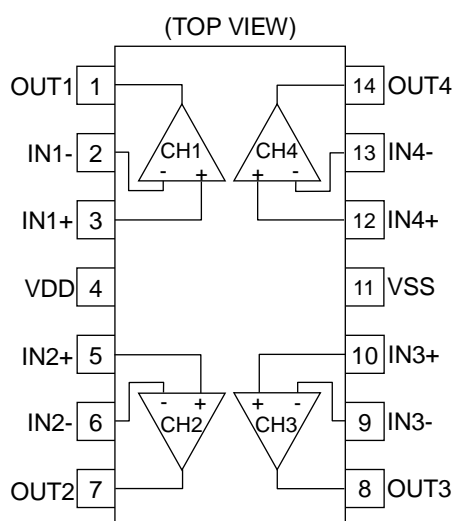 (TOP VIEW)
OUT1 1 14 OUT4
IN1- 2 CH1 CH4 13 IN4-
- + + -
IN1+ 3 12 IN4+
VDD 4 11 VSS
IN2+ 5 10 IN3+
- + + -
IN2- 6 CH2 CH3 9 IN3-
OUT2 7 8 OUT3